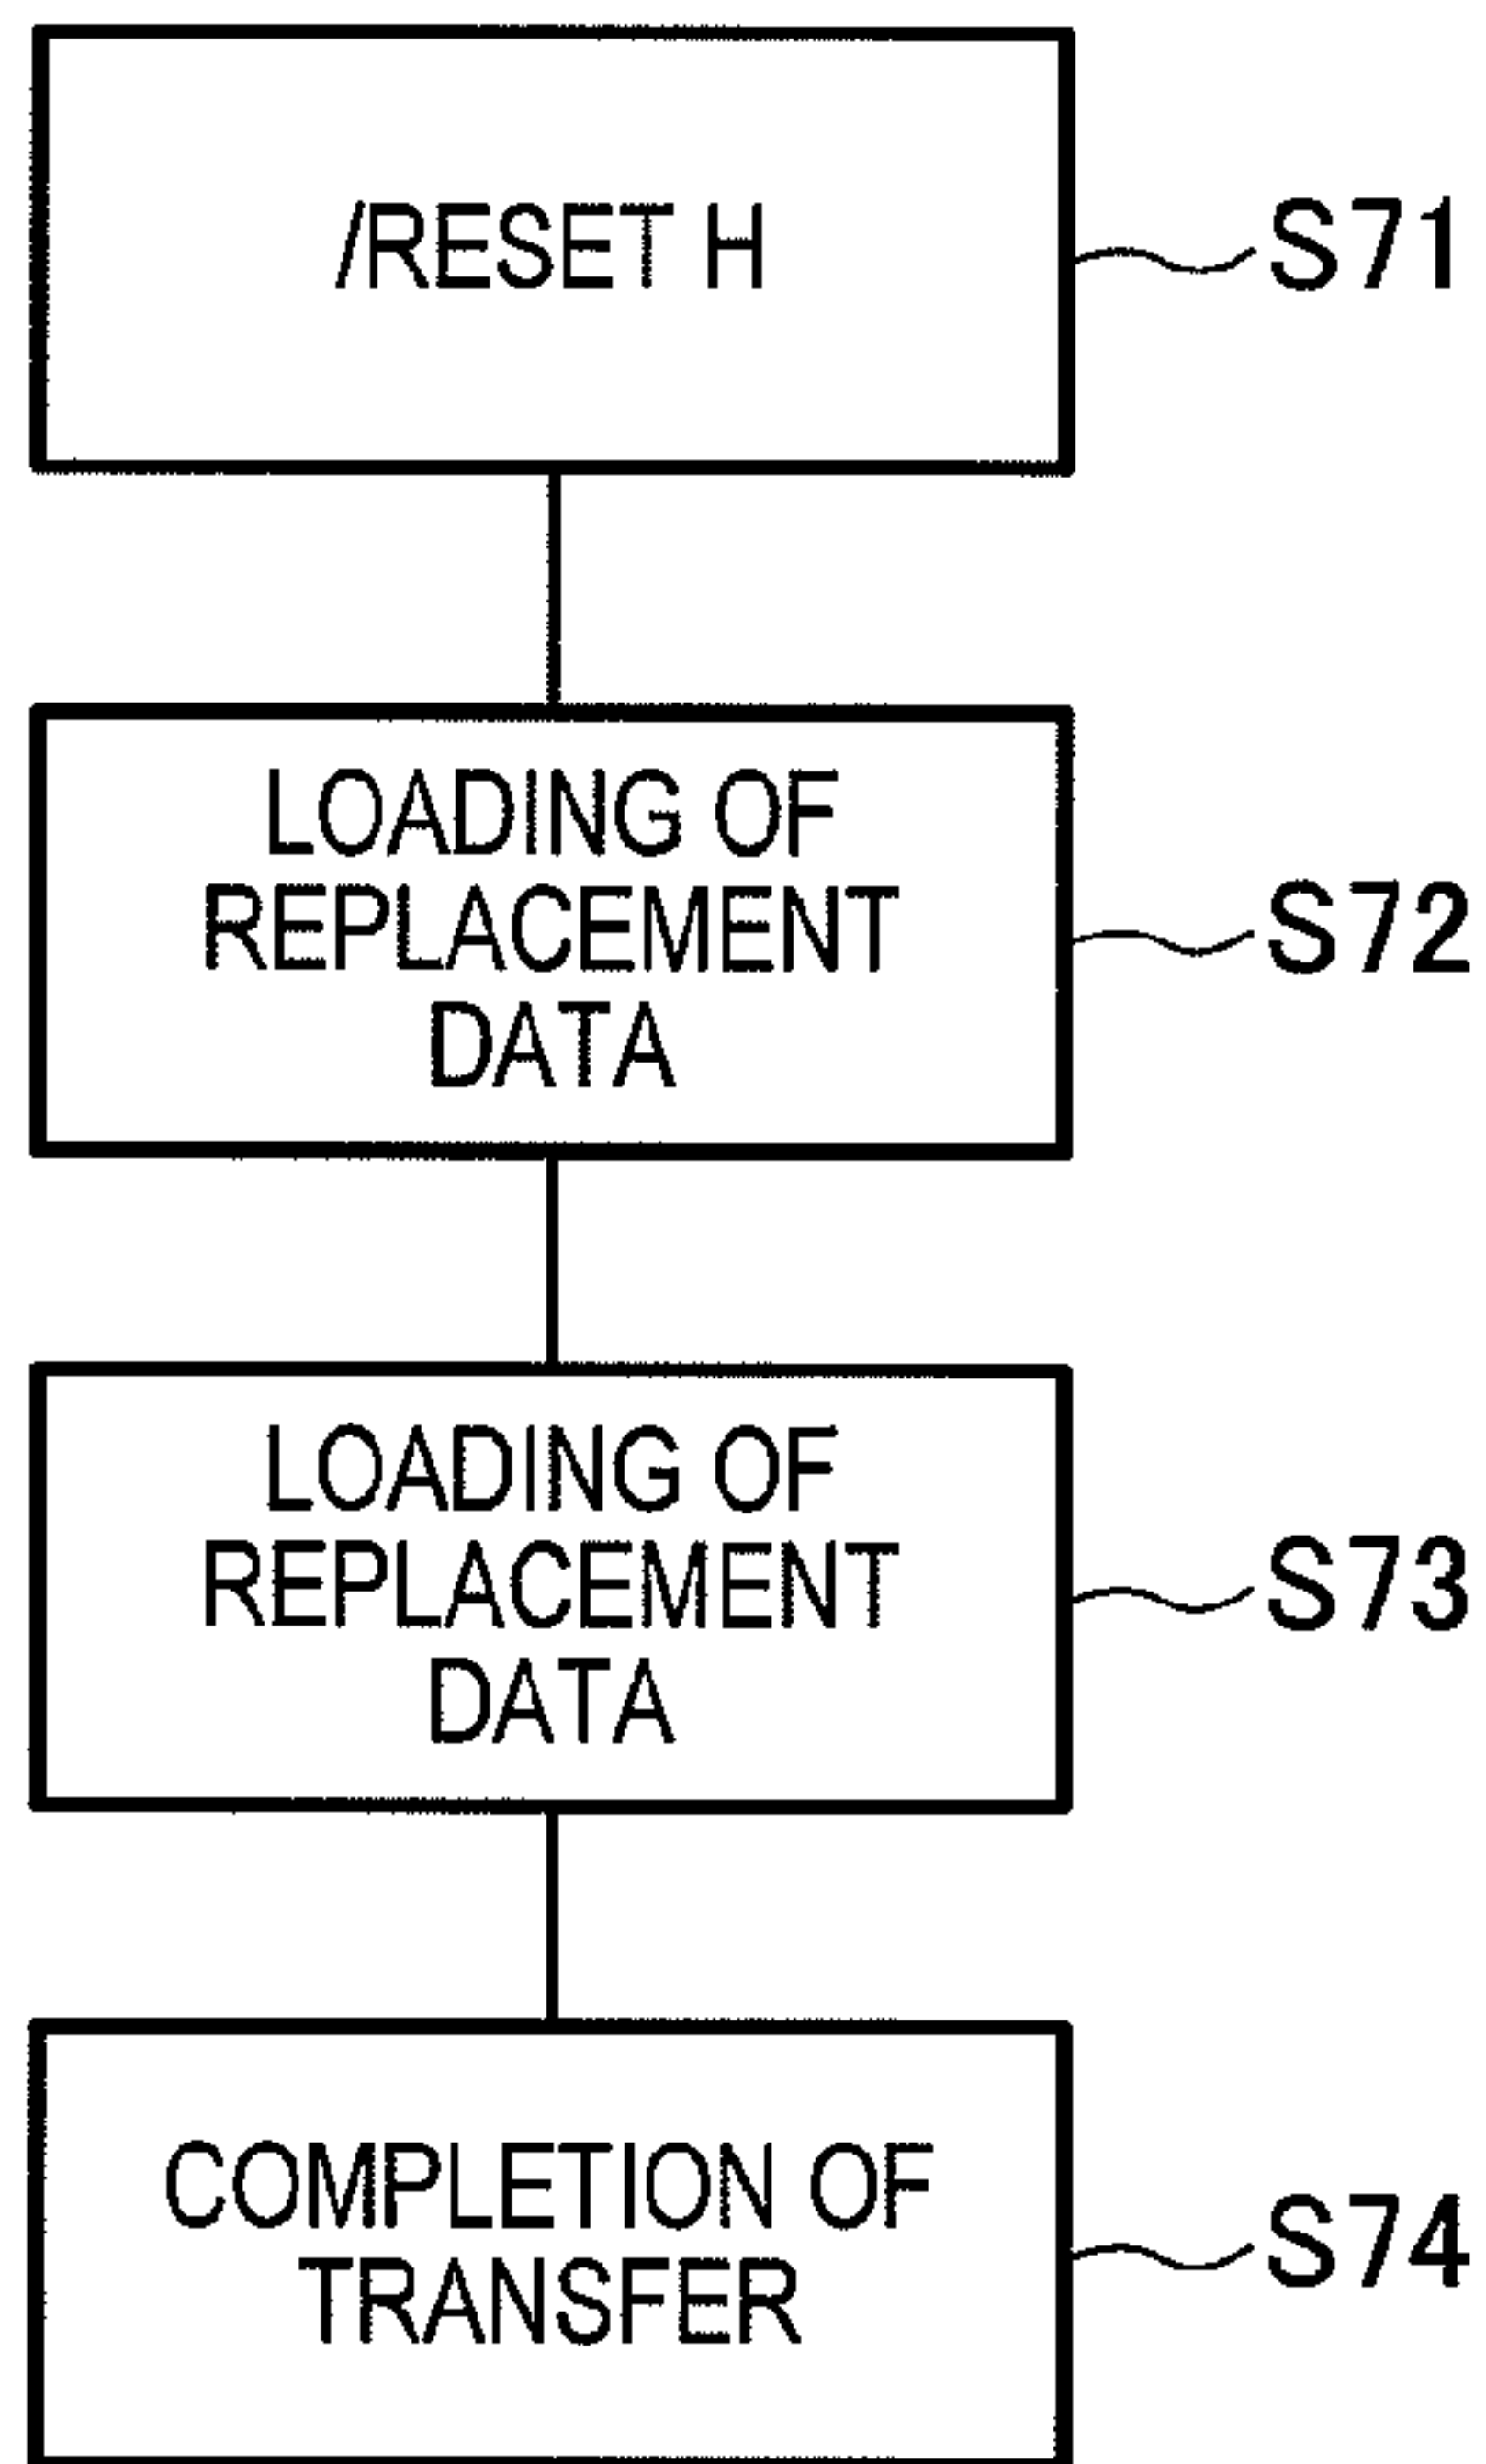 /RESET H
S71
LOADING OF
REPLACEMENT
DATA
S72
LOADING OF
REPLACEMENT
DATA
S73
COMPLETION OF
TRANSFER
S74